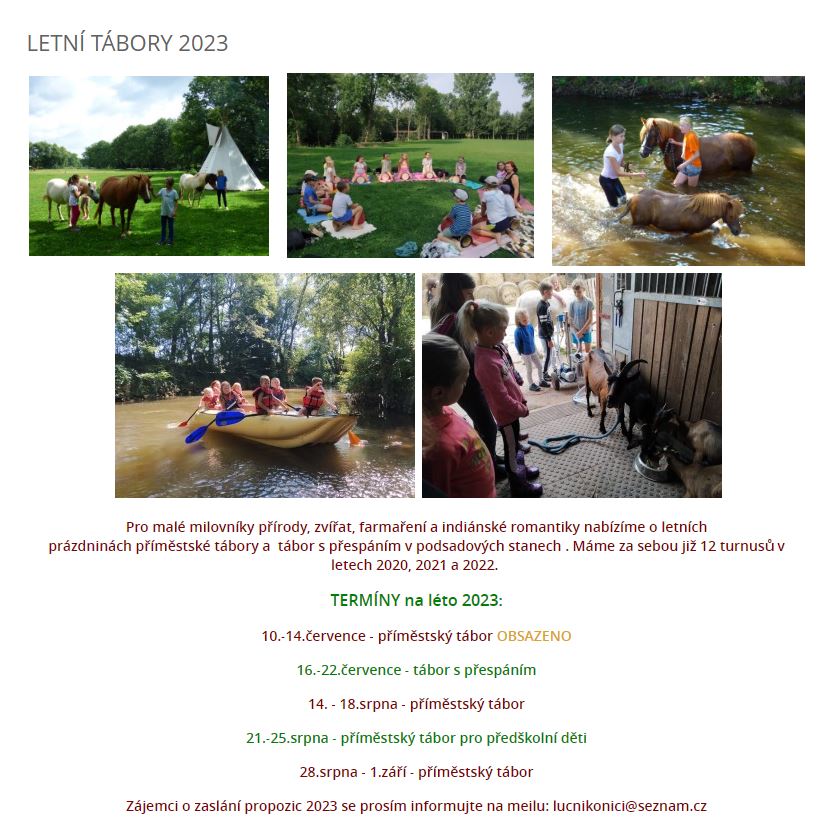 LETNÍ TÁBORY 2023
Pro malé milovníky přírody, zvířat, farmaření a indiánské romantiky nabízíme o letních
prázdninách příměstské tábory a  tábor s přespáním v podsadových stanech . Máme za sebou již 12 turnusů v
letech 2020, 2021 a 2022.
TERMÍNY na léto 2023:
10.-14.července - příměstský tábor OBSAZENO
16.-22.července - tábor s přespáním
14. - 18.srpna - příměstský tábor
21.-25.srpna - příměstský tábor pro předškolní děti
28.srpna - 1.září - příměstský tábor
Zájemci o zaslání propozic 2023 se prosím informujte na meilu: lucnikonici@seznam.cz